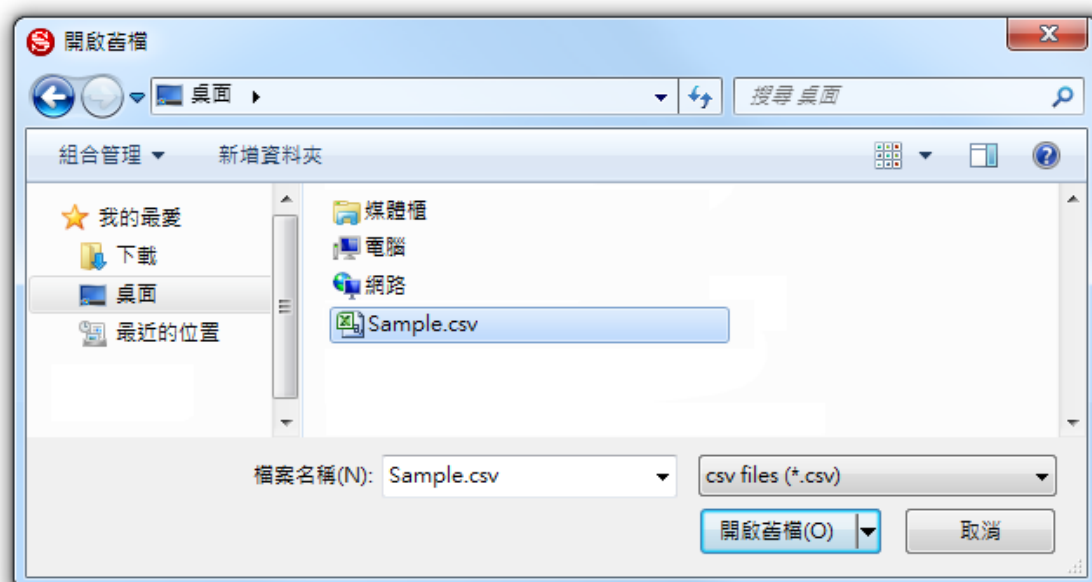 開啟舊檔
桌面
搜尋 桌面
組合管理 新增資料夾
我的最愛
下載
桌面
最近的位置
媒體櫃
電腦
網路
Sample.csv
檔案名稱(N): Sample.csv csv files (*.csv)
開啟舊檔(O) 取消